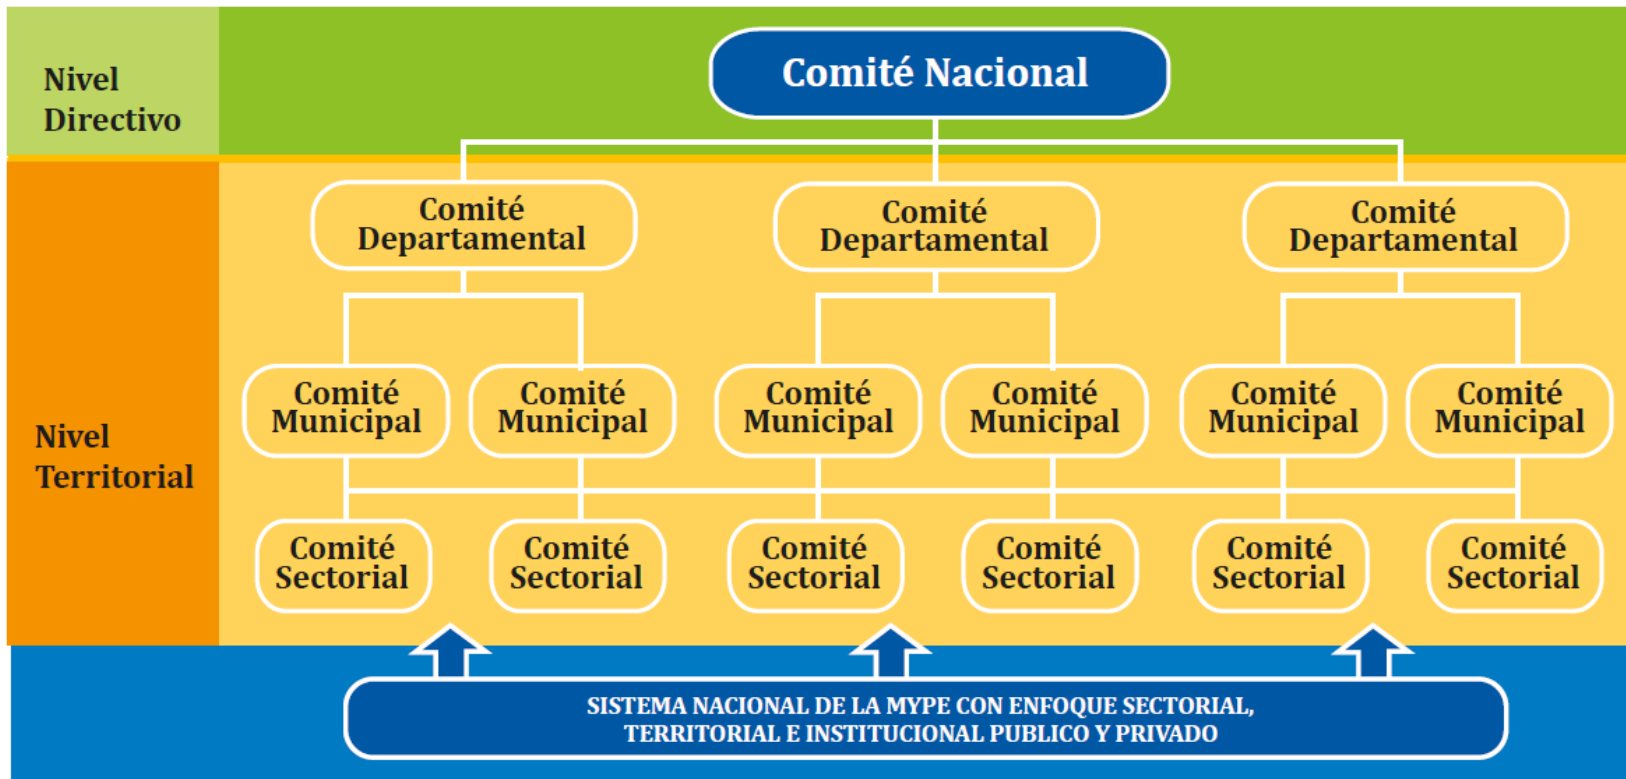 Nivel
Directivo
Comité Nacional
Comité
Departamental
Comité
Departamental
Comité
Departamental
Nivel
Territorial
Comité
Municipal
Comité
Municipal
Comité
Municipal
Comité
Municipal
Comité
Municipal
Comité
Municipal
Comité
Sectorial
Comité
Sectorial
Comité
Sectorial
Comité
Sectorial
Comité
Sectorial
Comité
Sectorial
SISTEMA NACIONAL DE LA MYPE CON ENFOQUE SECTORIAL,
TERRITORIAL E INSTITUCIONAL PUBLICO Y PRIVADO